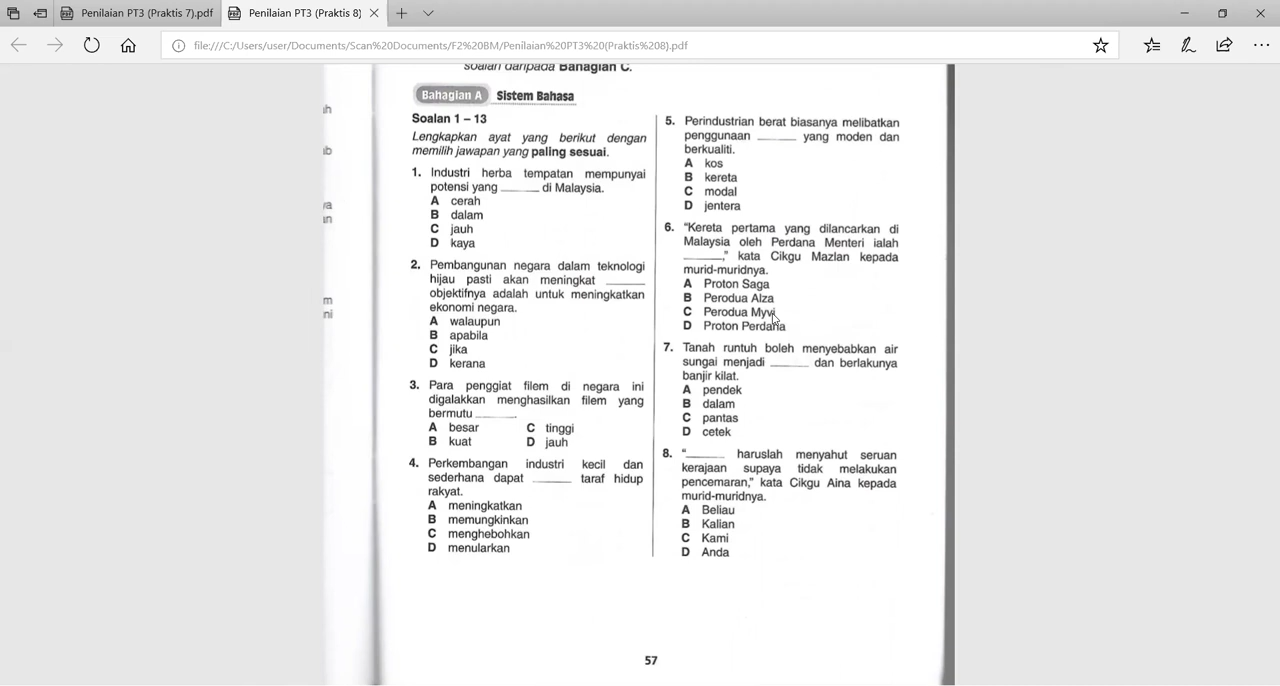 Penilaian PT3 (Praktis 7).pdf
Penilaian PT3 (Praktis 8)
file:///C:/Users/user/Documents/Scan%20Documents/F2%20BM/Penilaian%20PT3%20(Praktis%208).pdf
soalan daripada Bahagian C.
Bahagian A Sistem Bahasa
Soalan 1 – 13
Lengkapkan ayat yang berikut dengan
memilih jawapan yang paling sesuai.
1. Industri herba tempatan mempunyai
potensi yang ______ di Malaysia.
A cerah
B dalam
C jauh
D kaya
2. Pembangunan negara dalam teknologi
hijau pasti akan meningkat ______
objektifnya adalah untuk meningkatkan
ekonomi negara.
A walaupun
B apabila
C jika
D kerana
3. Para penggiat filem di negara ini
digalakkan menghasilkan filem yang
bermutu ______.
A besar C tinggi
B kuat D jauh
4. Perkembangan industri kecil dan
sederhana dapat ______ taraf hidup
rakyat.
A meningkatkan
B memungkinkan
C menghebohkan
D menularkan
5. Perindustrian berat biasanya melibatkan
penggunaan ______ yang moden dan
berkualiti.
A kos
B kereta
C modal
D jentera
6. "Kereta pertama yang dilancarkan di
Malaysia oleh Perdana Menteri ialah
______," kata Cikgu Mazlan kepada
murid-muridnya.
A Proton Saga
B Perodua Alza
C Perodua Myvi
D Proton Perdana
7. Tanah runtuh boleh menyebabkan air
sungai menjadi ______ dan berlakunya
banjir kilat.
A pendek
B dalam
C pantas
D cetek
8. "______ haruslah menyahut seruan
kerajaan supaya tidak melakukan
pencemaran," kata Cikgu Aina kepada
murid-muridnya.
A Beliau
B Kalian
C Kami
D Anda
57